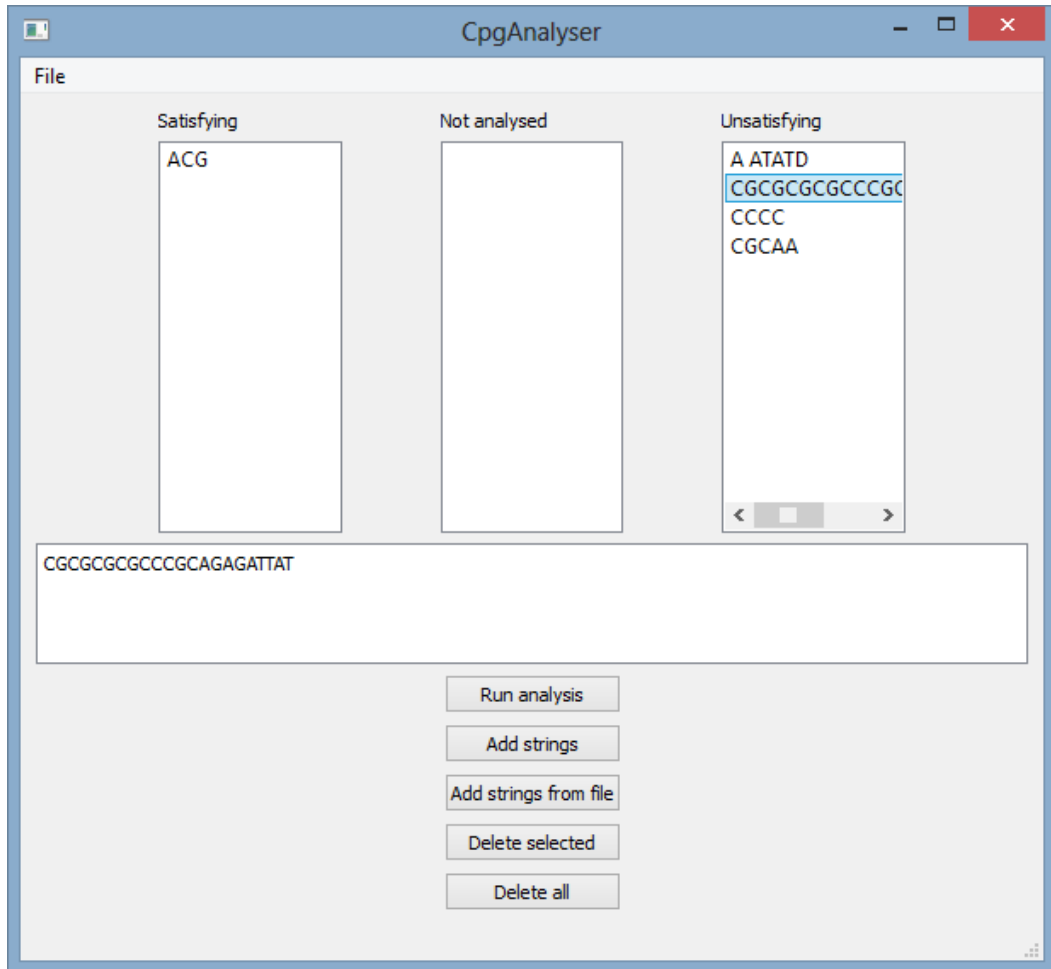 CpgAnalyser
File
Satisfying
ACG
Not analysed
Unsatisfying
A ATATD
CGCGCGCGCCCGC
CCCC
CGCAA
CGCGCGCGCCCGCAGAGATTAT
Run analysis
Add strings
Add strings from file
Delete selected
Delete all